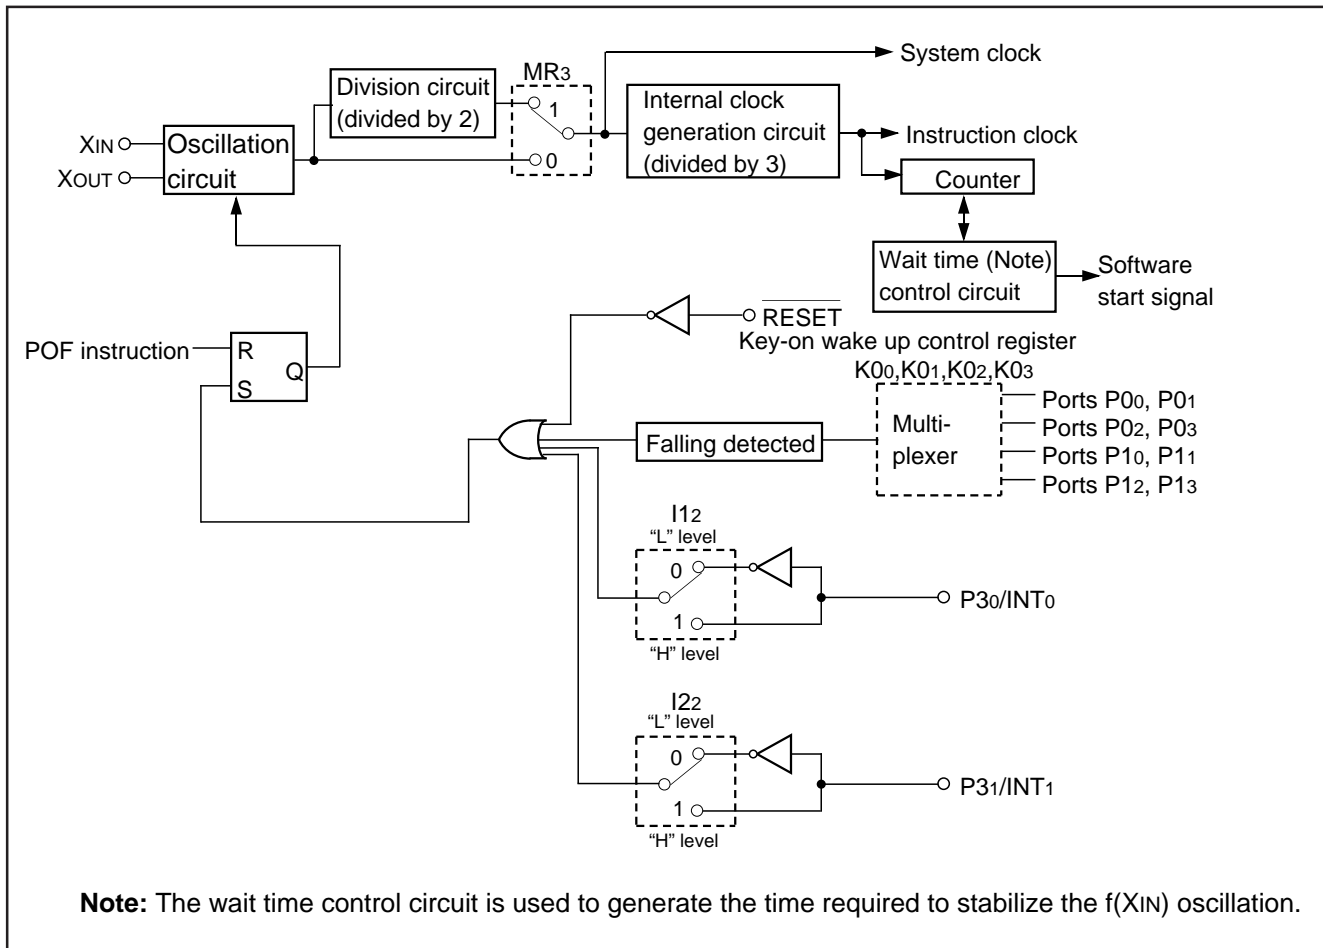 System clock
MR3
Division circuit
(divided by 2)
1
0
Internal clock
generation circuit
(divided by 3)
Instruction clock
XIN
XOUT
Oscillation
circuit
Counter
Wait time (Note)
control circuit
Software
start signal
RESET
Key-on wake up control register
K00,K01,K02,K03
POF instruction
R
S
Q
Falling detected
Multi-
plexer
Ports P00, P01
Ports P02, P03
Ports P10, P11
Ports P12, P13
I12
“L” level
0
1
“H” level
P30/INT0
I22
“L” level
0
1
“H” level
P31/INT1
Note: The wait time control circuit is used to generate the time required to stabilize the f(XIN) oscillation.